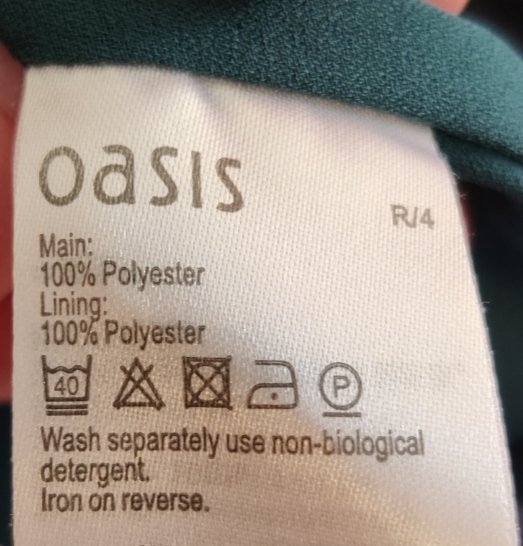 oasis
R/4
Main:
100% Polyester
Lining:
100% Polyester
40 P
Wash separately use non-biological
detergent.
Iron on reverse.